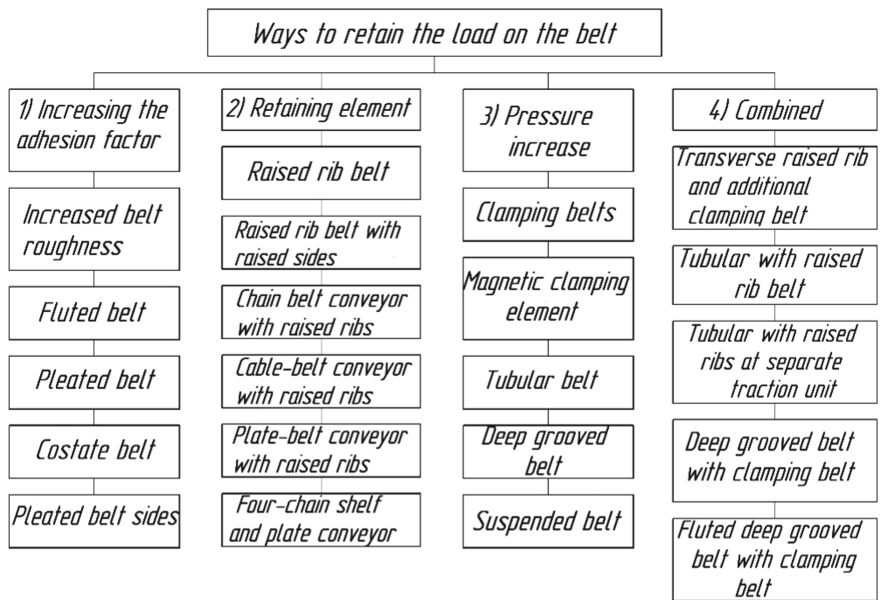 Ways to retain the load on the belt
1) Increasing the
adhesion factor
Increased belt
roughness
Fluted belt
Pleated belt
Costate belt
Pleated belt sides
2) Retaining element
Raised rib belt
Raised rib belt with
raised sides
Chain belt conveyor
with raised ribs
Cable-belt conveyor
with raised ribs
Plate-belt conveyor
with raised ribs
Four-chain shelf
and plate conveyor
3) Pressure
increase
Clamping belts
Magnetic clamping
element
Tubular belt
Deep grooved
belt
Suspended belt
4) Combined
Transverse raised rib
and additional
clamping belt
Tubular with raised
rib belt
Tubular with raised
ribs at separate
traction unit
Deep grooved belt
with clamping belt
Fluted deep grooved
belt with clamping
belt